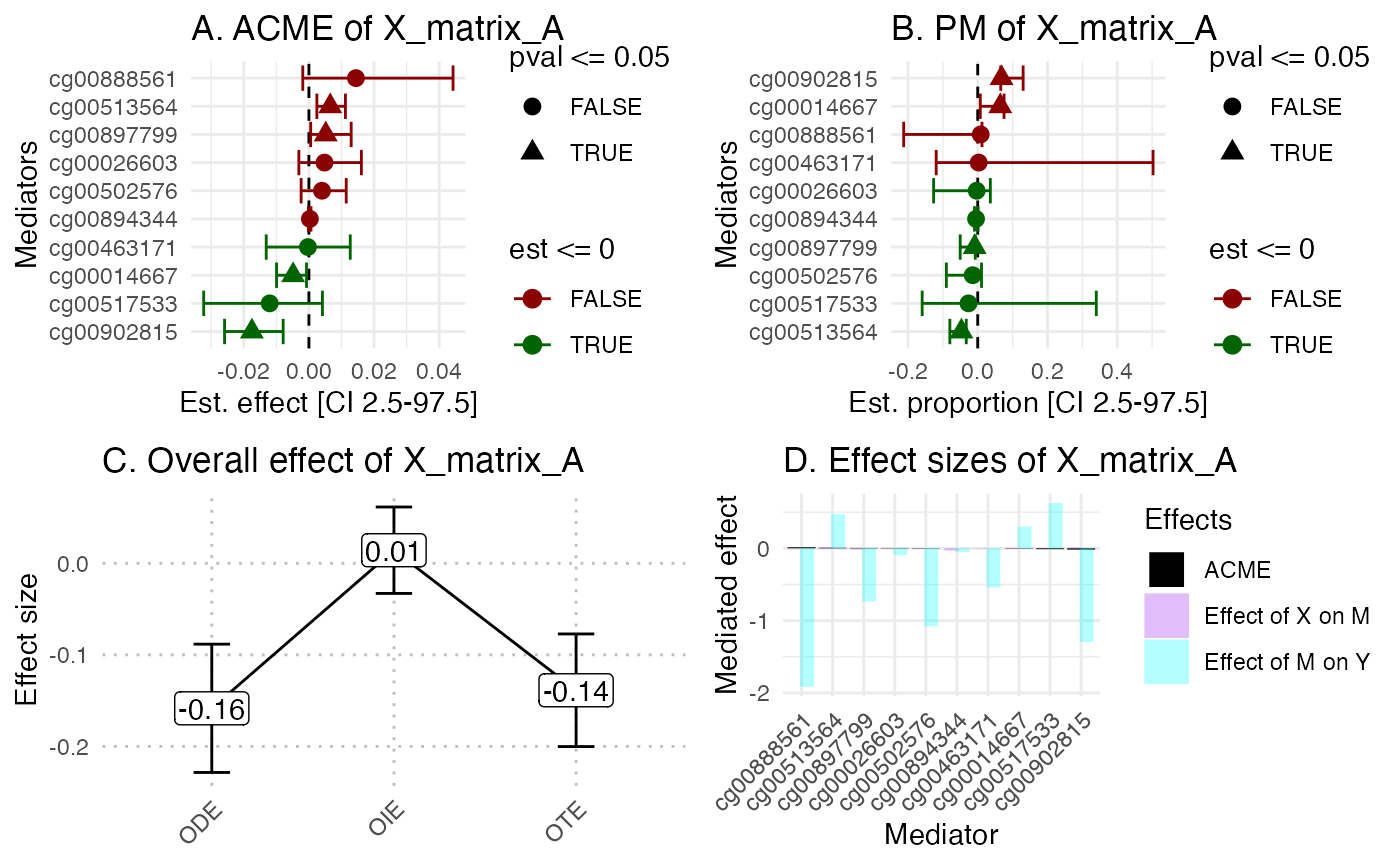 A. ACME of X_matrix_A
pval <= 0.05
FALSE
TRUE
est <= 0
FALSE
TRUE
Mediators
cg00888561
cg00513564
cg00897799
cg00026603
cg00502576
cg00894344
cg00463171
cg00014667
cg00517533
cg00902815
-0.02 0.00 0.02 0.04
Est. effect [CI 2.5-97.5]
B. PM of X_matrix_A
pval <= 0.05
FALSE
TRUE
est <= 0
FALSE
TRUE
Mediators
cg00902815
cg00014667
cg00888561
cg00463171
cg00026603
cg00894344
cg00897799
cg00502576
cg00517533
cg00513564
-0.2 0.0 0.2 0.4
Est. proportion [CI 2.5-97.5]
C. Overall effect of X_matrix_A
Effect size
0.0
-0.1
-0.2
-0.16
0.01
-0.14
ODE
OIE
OTE
D. Effect sizes of X_matrix_A
Mediated effect
0
-1
-2
cg00888561
cg00513564
cg00897799
cg00026603
cg00502576
cg00894344
cg00463171
cg00014667
cg00517533
cg00902815
Mediator
Effects
ACME
Effect of X on M
Effect of M on Y